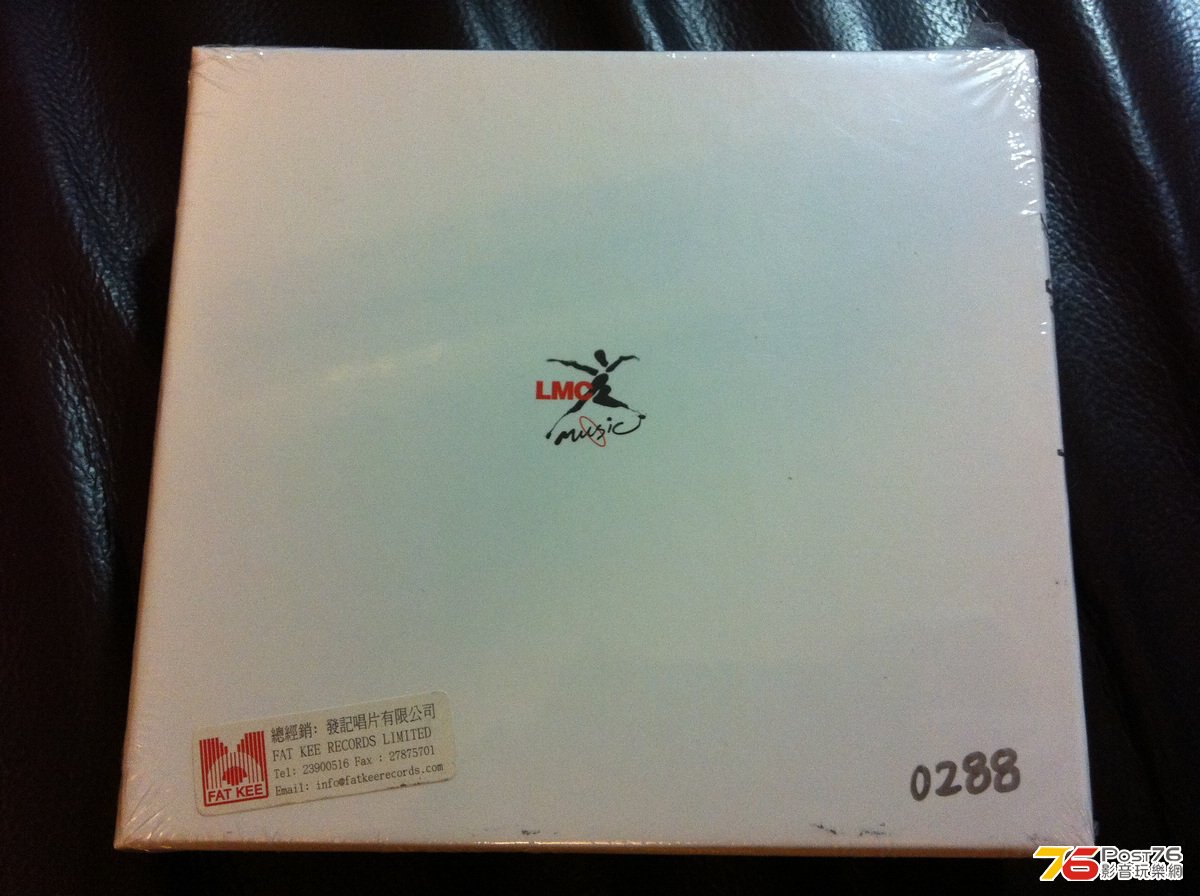 LMC
music
總經銷: 發記唱片有限公司
FAT KEE RECORDS LIMITED
Tel: 23900516 Fax : 27875701
Email: info@fatkeerecords.com
FAT KEE
0288
76 Post76
影音玩樂網